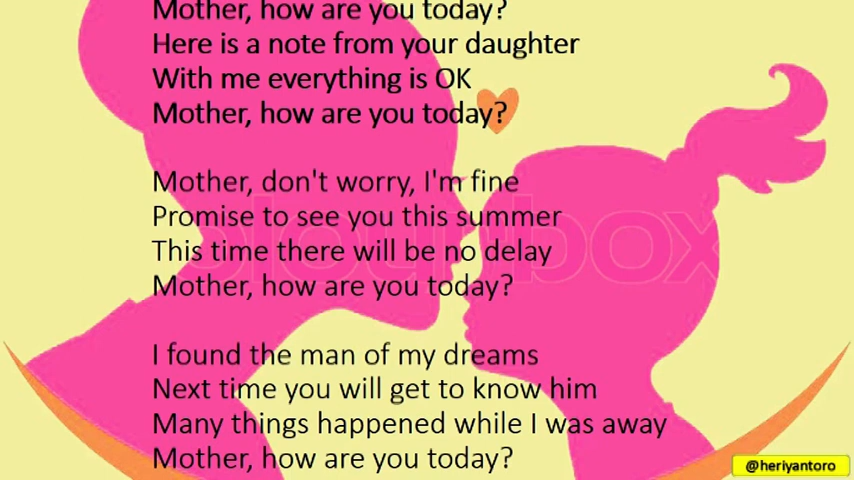 Mother, how are you today?
Here is a note from your daughter
With me everything is OK
Mother, how are you today?
Mother, don't worry, I'm fine
Promise to see you this summer
This time there will be no delay
Mother, how are you today?
I found the man of my dreams
Next time you will get to know him
Many things happened while I was away
Mother, how are you today?
@heriyantoro